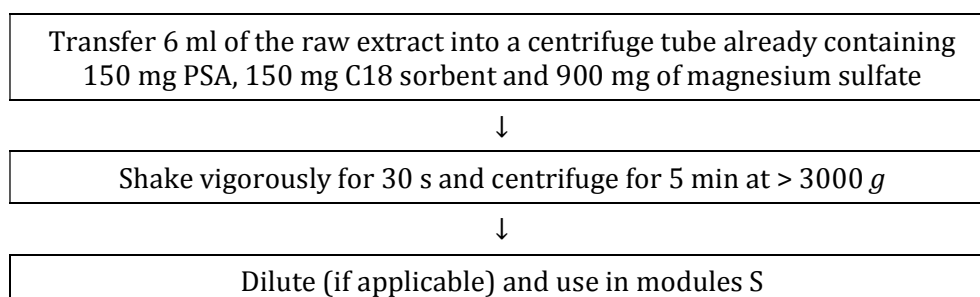 Transfer 6 ml of the raw extract into a centrifuge tube already containing
150 mg PSA, 150 mg C18 sorbent and 900 mg of magnesium sulfate
↓
Shake vigorously for 30 s and centrifuge for 5 min at > 3000 g
↓
Dilute (if applicable) and use in modules S